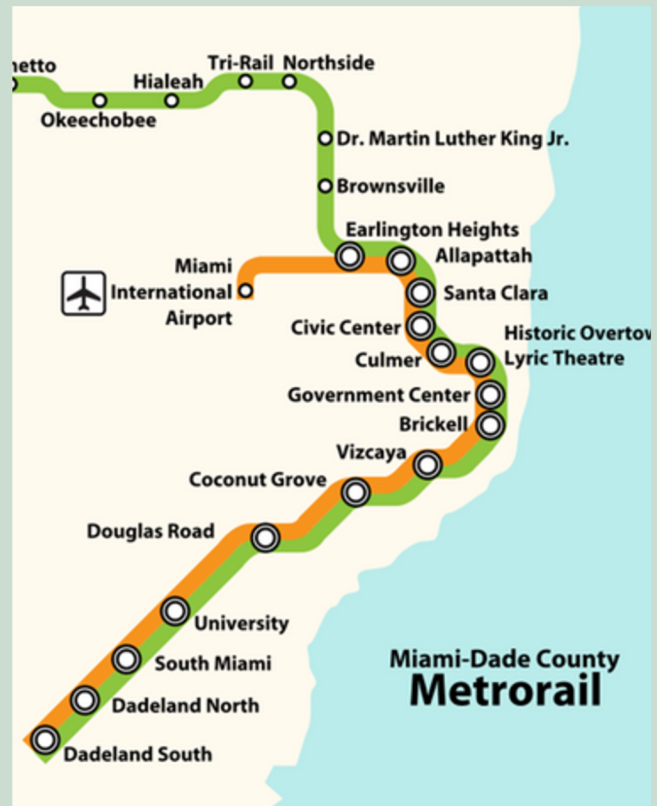 Tri-Rail
Northside
Hialeah
Okeechobee
Dr. Martin Luther King Jr.
Brownsville
Earlington Heights
Allapattah
Miami
International
Airport
Santa Clara
Civic Center
Historic
Culmer
Lyric Theatre
Government Center
Brickell
Vizcaya
Coconut Grove
Douglas Road
University
South Miami
Dadeland North
Dadeland South
Miami-Dade County
Metrorail